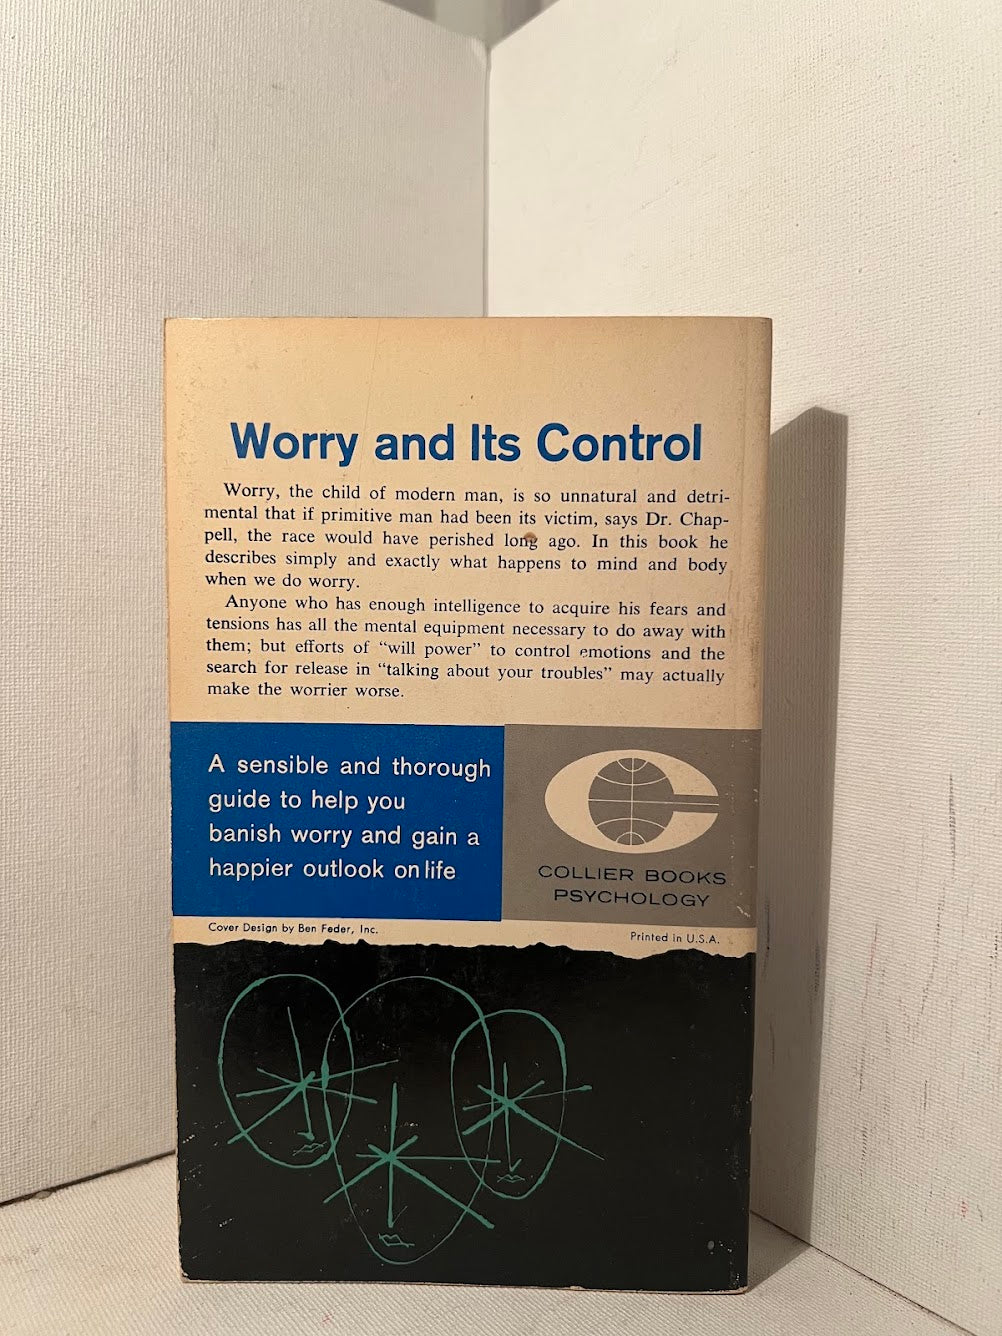 Worry and Its Control
Worry, the child of modern man, is so unnatural and detri-
mental that if primitive man had been its victim, says Dr. Chap-
pell, the race would have perished long ago. In this book he
describes simply and exactly what happens to mind and body
when we do worry.
Anyone who has enough intelligence to acquire his fears and
tensions has all the mental equipment necessary to do away with
them; but efforts of “will power” to control emotions and the
search for release in “talking about your troubles” may actually
make the worrier worse.
A sensible and thorough
guide to help you
banish worry and gain a
happier outlook on life
COLLIER BOOKS
PSYCHOLOGY
Cover Design by Ben Feder, Inc.
Printed in U.S.A.